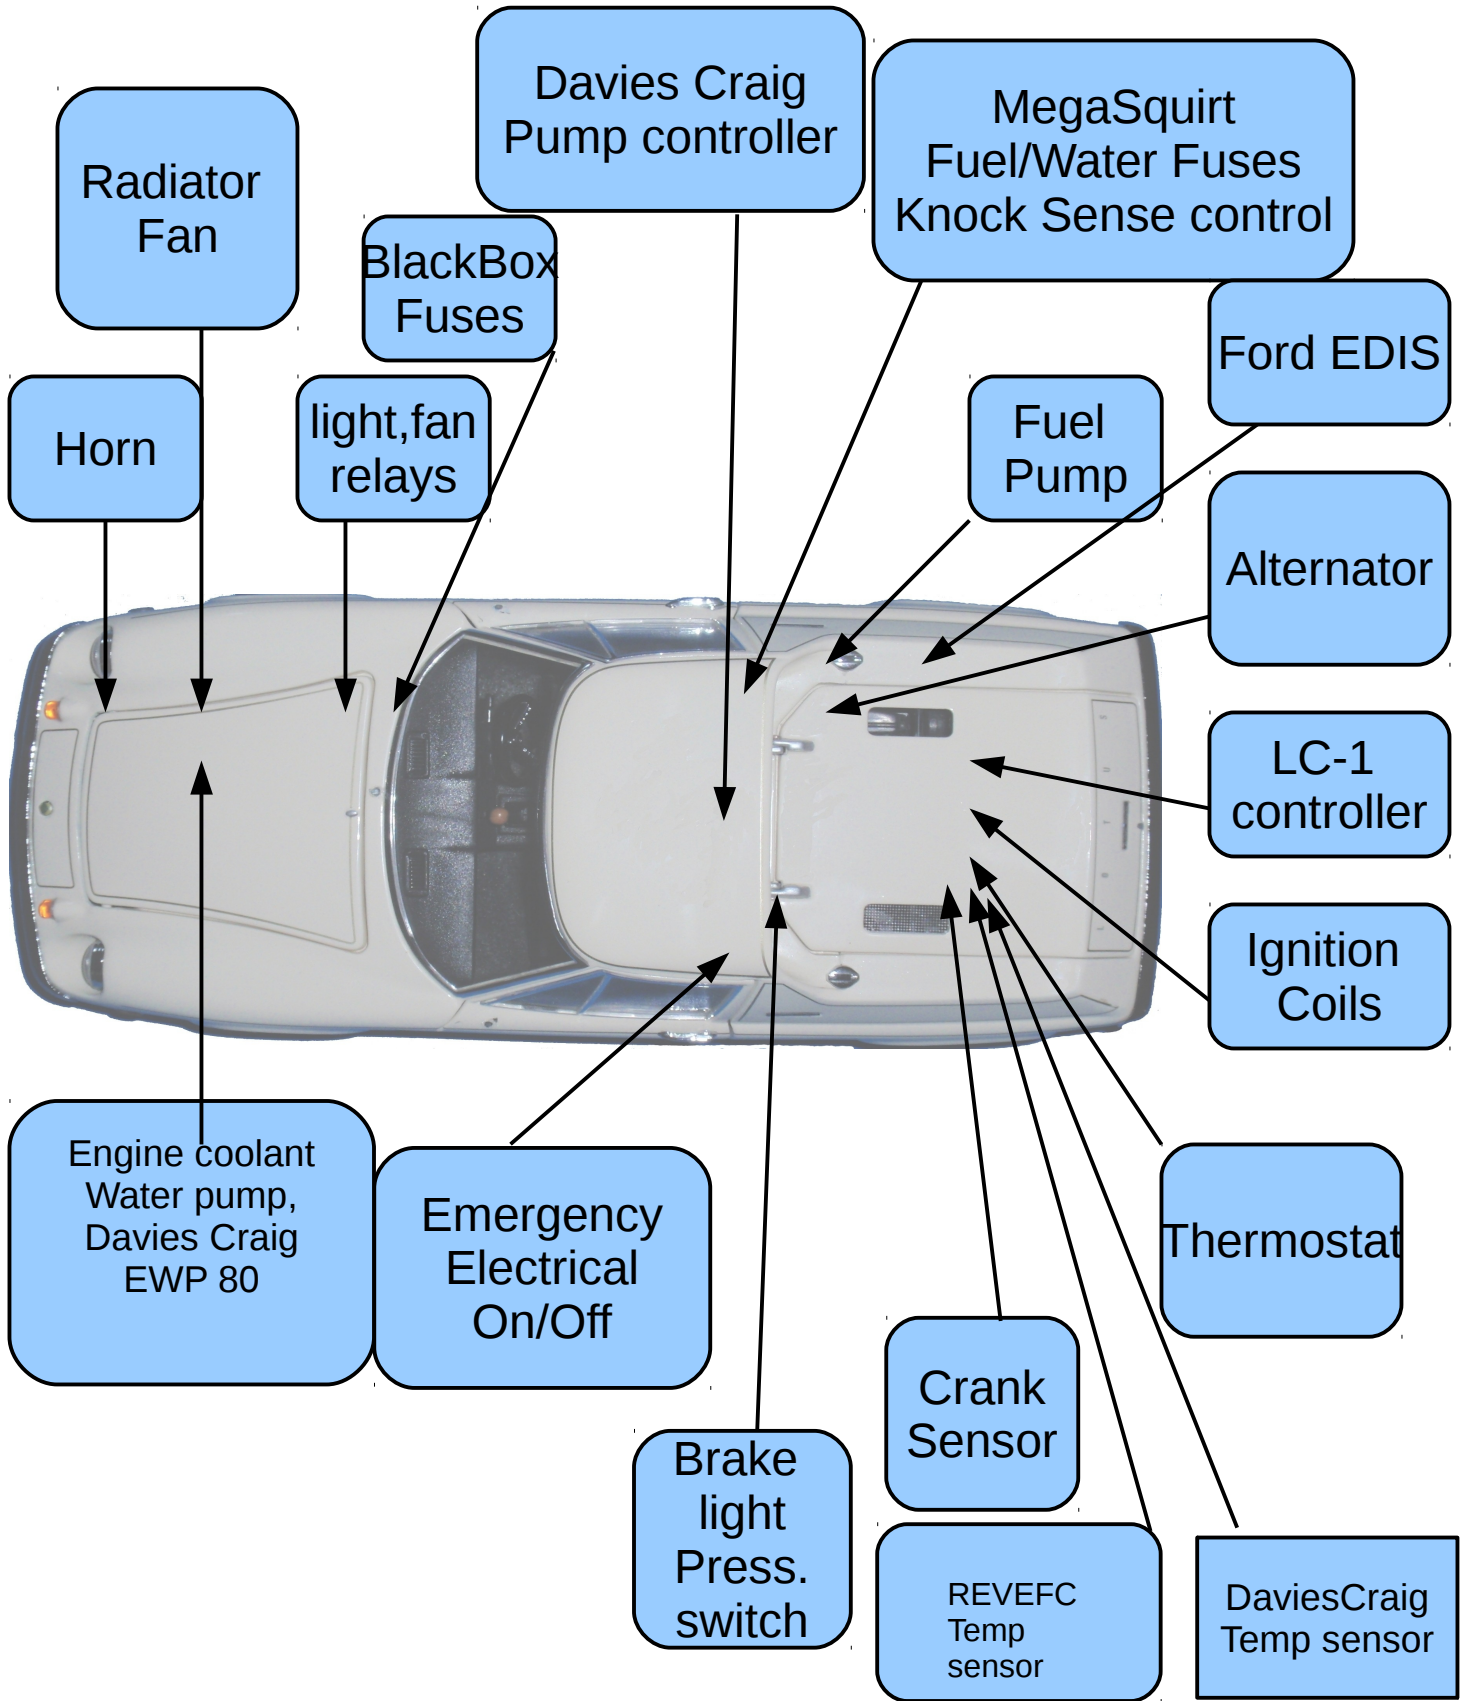 Davies Craig
Pump controller
MegaSquirt
Fuel/Water Fuses
Knock Sense control
Radiator
Fan
BlackBox
Fuses
Ford EDIS
Horn
light,fan
relays
Fuel
Pump
Alternator
LC-1
controller
Ignition
Coils
Engine coolant
Water pump,
Davies Craig
EWP 80
Emergency
Electrical
On/Off
Thermostat
Crank
Sensor
Brake
light
Press.
switch
REVEFC
Temp
sensor
DaviesCraig
Temp sensor